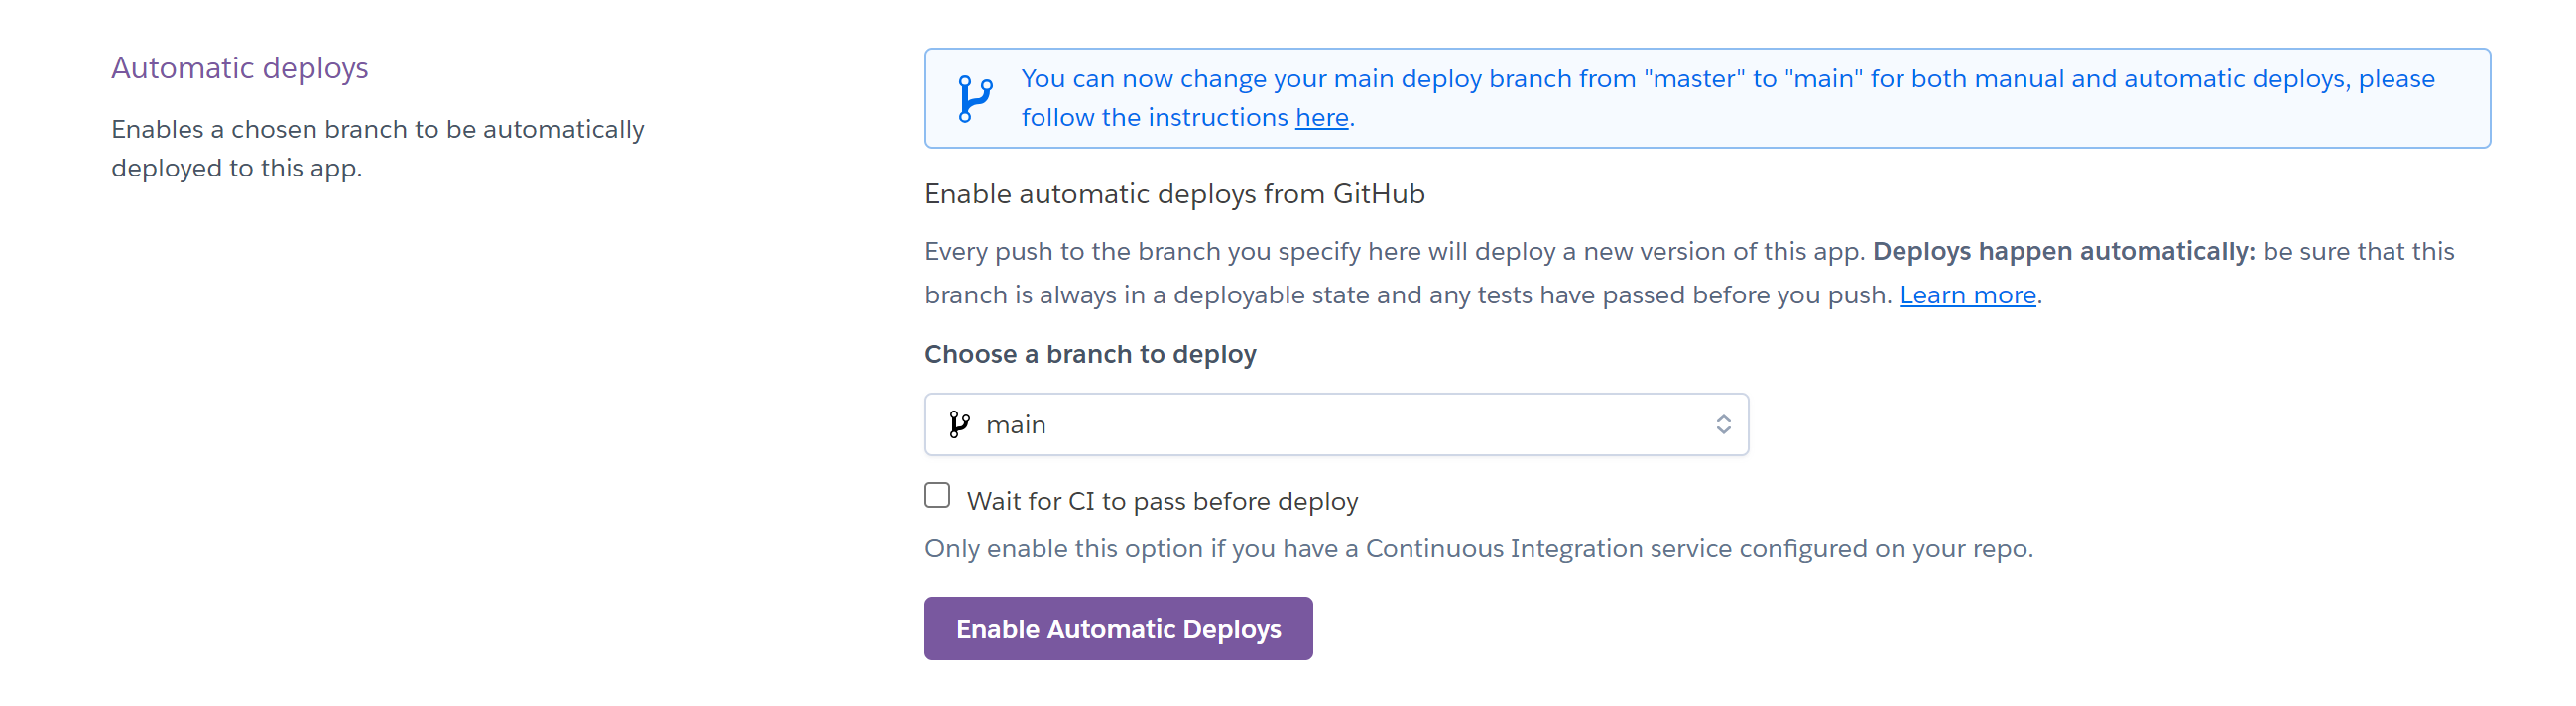 Automatic deploys
Enables a chosen branch to be automatically
deployed to this app.
You can now change your main deploy branch from "master" to "main" for both manual and automatic deploys, please
follow the instructions here.
Enable automatic deploys from GitHub
Every push to the branch you specify here will deploy a new version of this app. Deploys happen automatically: be sure that this
branch is always in a deployable state and any tests have passed before you push. Learn more.
Choose a branch to deploy
main
Wait for CI to pass before deploy
Only enable this option if you have a Continuous Integration service configured on your repo.
Enable Automatic Deploys